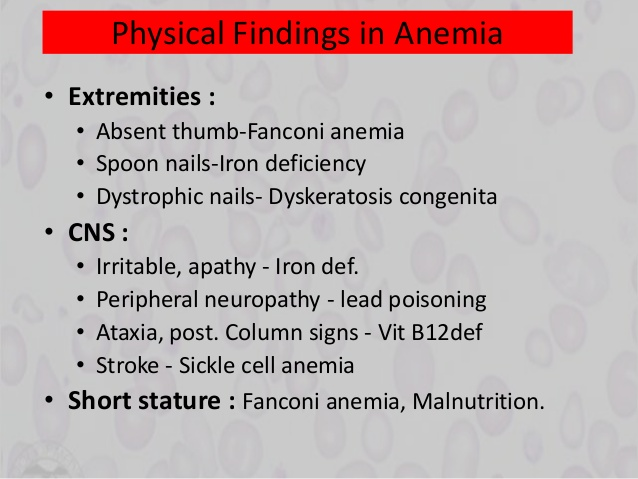 Physical Findings in Anemia
• Extremities :
• Absent thumb-Fanconi anemia
• Spoon nails-Iron deficiency
• Dystrophic nails- Dyskeratosis congenita
• CNS :
• Irritable, apathy - Iron def.
• Peripheral neuropathy - lead poisoning
• Ataxia, post. Column signs - Vit B12def
• Stroke - Sickle cell anemia
• Short stature : Fanconi anemia, Malnutrition.